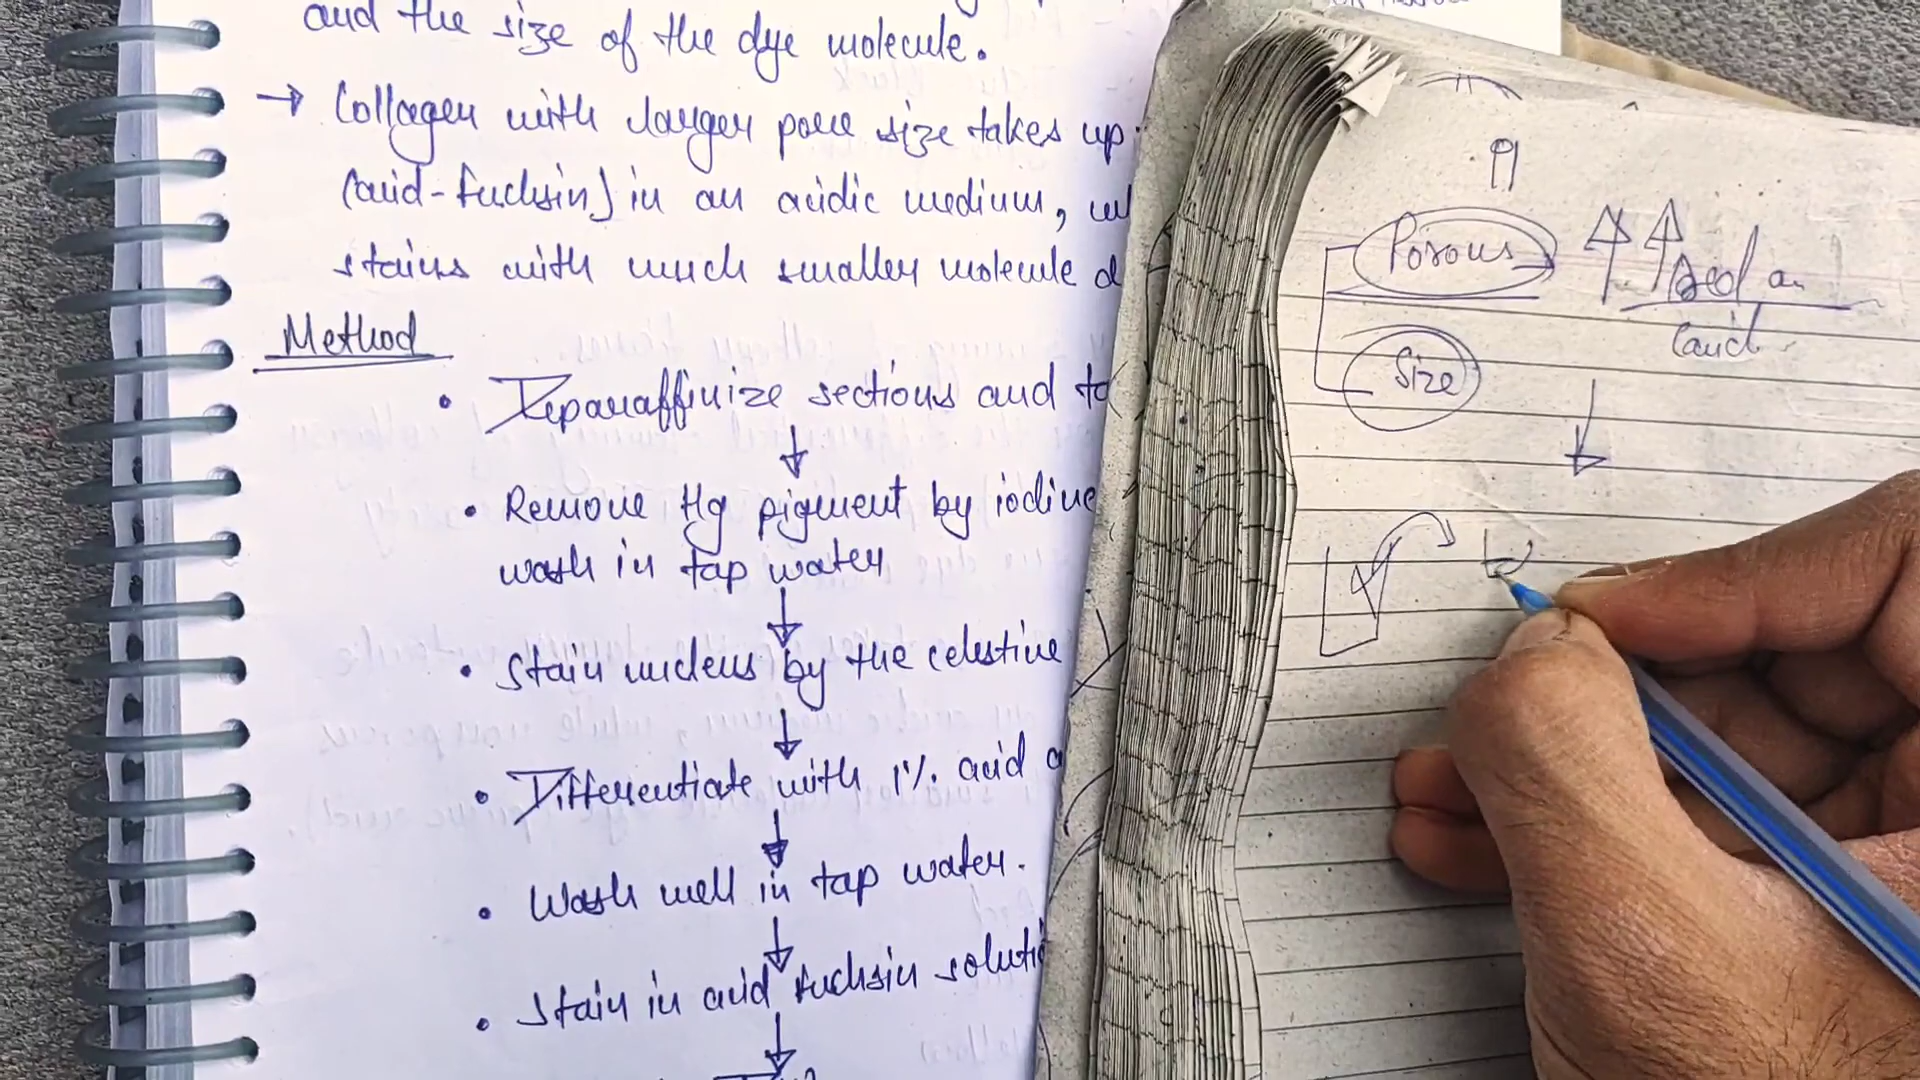 and the size of the dye molecule.
→ Collagen with larger pore size takes up
(acid-fuchsin) in an acidic medium,
stains with much smaller molecule
Method
• Deparaffinize sections and to
↓
• Remove Hg pigment by iodine
wash in tap water
↓
• Stain nucleus by the celestine
↓
• Differentiate with 1% acid
↓
• Wash well in tap water.
↓
• Stain in acid fuchsin soluti
↓
Porous ↑↑
Size
↓